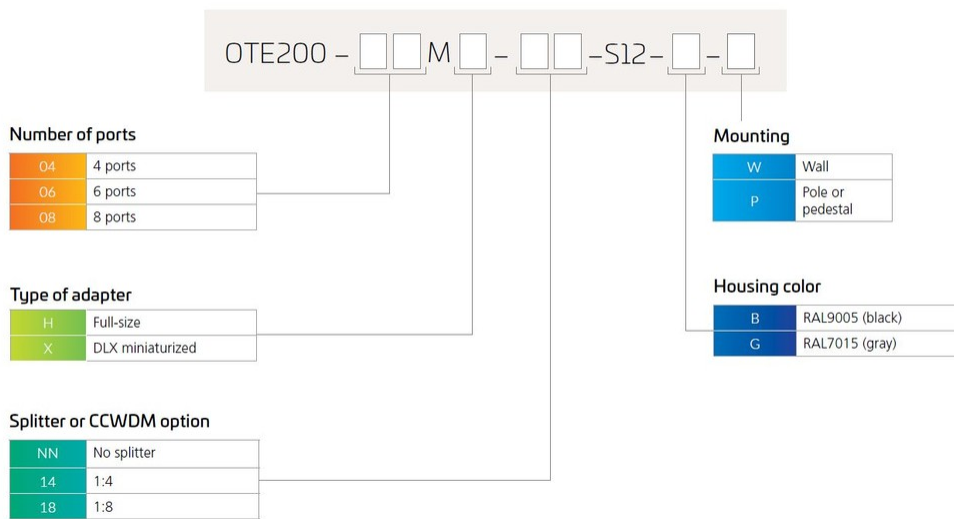 OTE200 – M – –S12– –
Number of ports
04 4 ports
06 6 ports
08 8 ports
Type of adapter
H Full-size
X DLX miniaturized
Splitter or CCWDM option
NN No splitter
14 1:4
18 1:8
Mounting
W Wall
P Pole or
pedestal
Housing color
B RAL9005 (black)
G RAL7015 (gray)